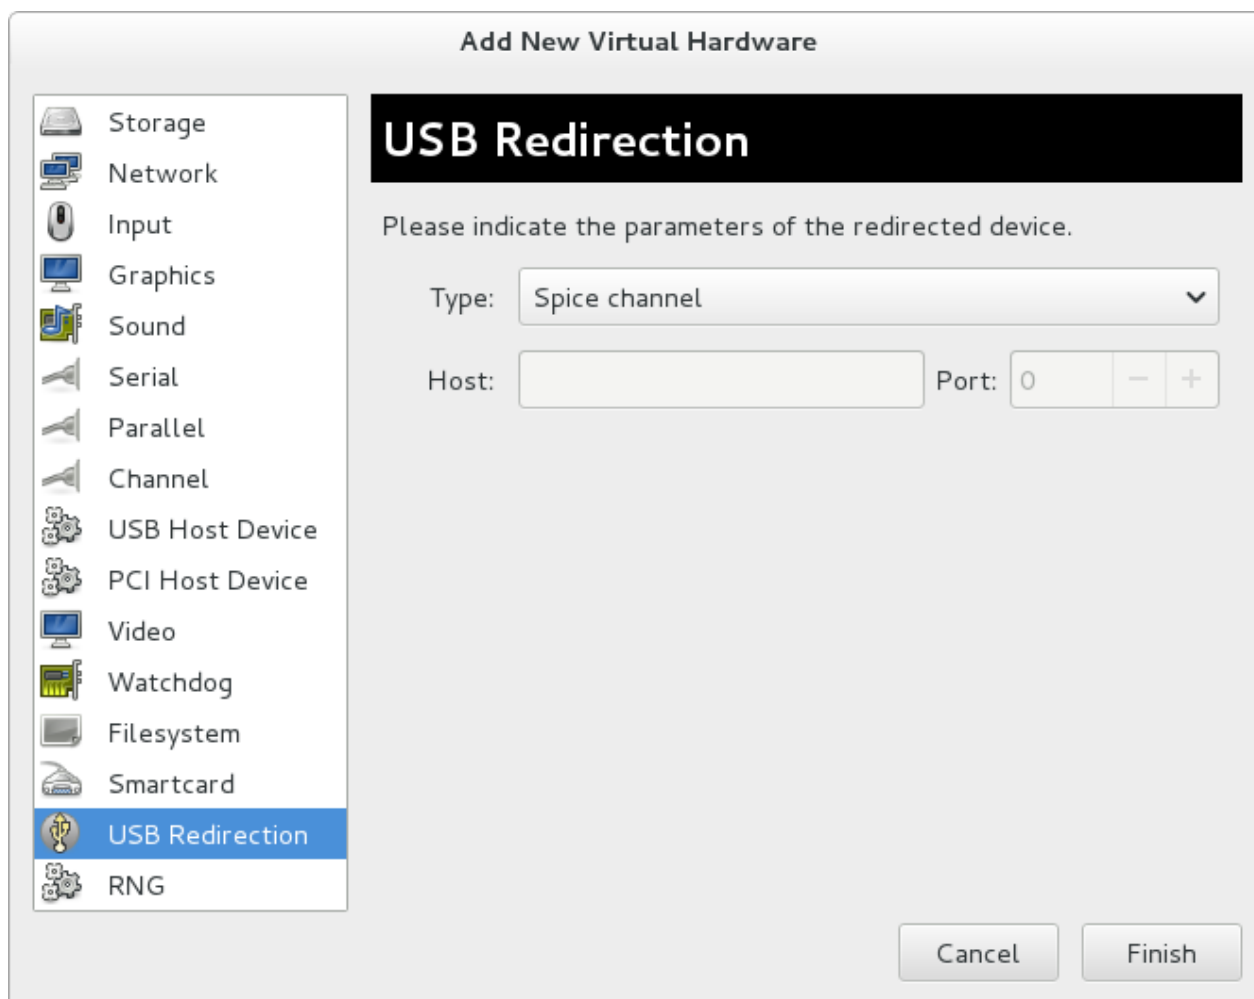 Add New Virtual Hardware
Storage
Network
Input
Graphics
Sound
Serial
Parallel
Channel
USB Host Device
PCI Host Device
Video
Watchdog
Filesystem
Smartcard
USB Redirection
RNG
USB Redirection
Please indicate the parameters of the redirected device.
Type: Spice channel
Host: Port: 0 − +
Cancel Finish